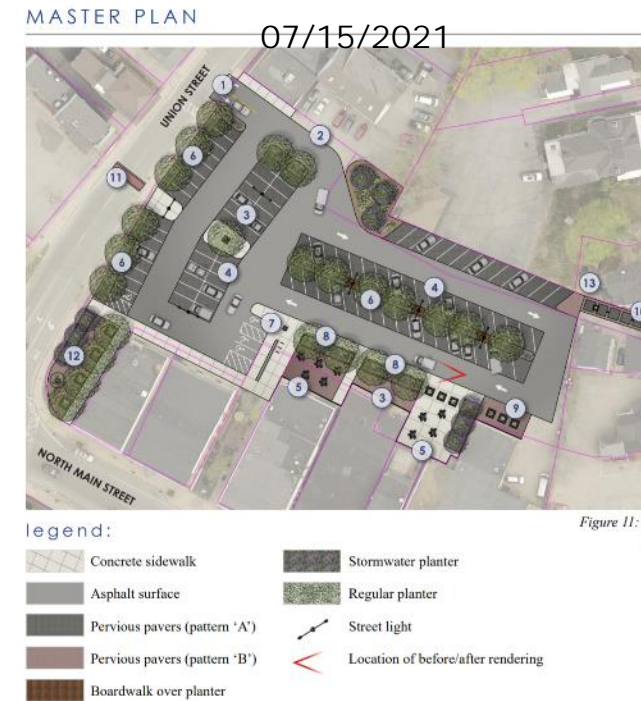 MASTER PLAN
07/15/2021
UNION STREET
1
2
6
11
3
6
4
4
6
13
7
8
8
12
5
3
9
5
NORTH MAIN STREET
Figure 11:
legend:
Concrete sidewalk
Asphalt surface
Pervious pavers (pattern ‘A’)
Pervious pavers (pattern ‘B’)
Boardwalk over planter
Stormwater planter
Regular planter
Street light
Location of before/after rendering